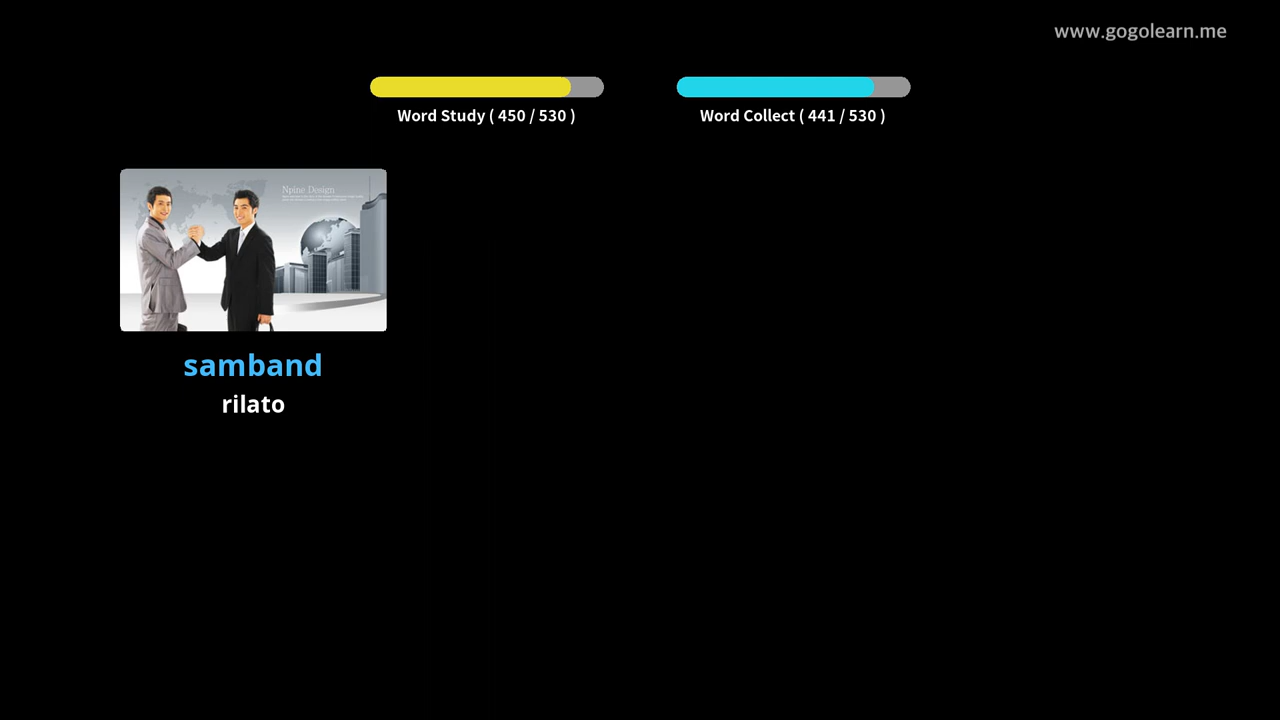 www.gogolearn.me
Word Study ( 450 / 530 )
Word Collect ( 441 / 530 )
Npine Design
samband
rilato